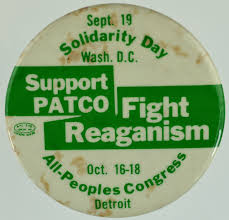 Sept. 19
Solidarity Day
Wash. D.C.
Support
PATCO
Fight
Reaganism
Oct. 16-18
All-Peoples Congress
Detroit